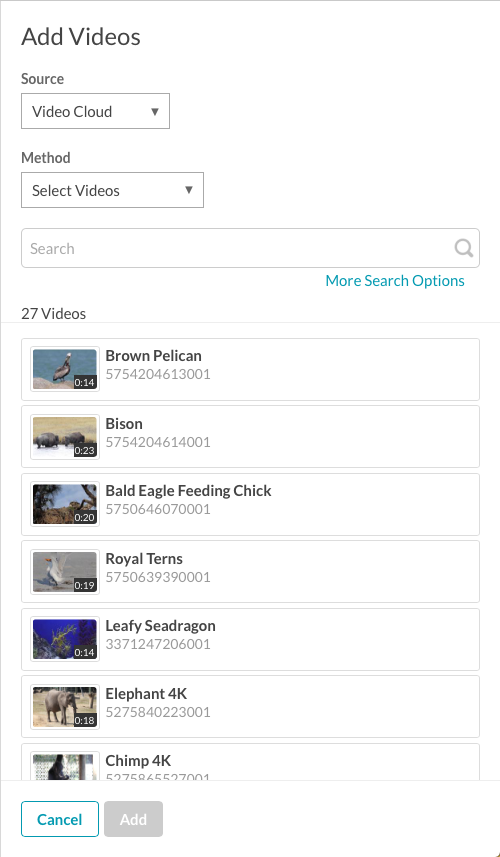 Add Videos
Source
Video Cloud
Method
Select Videos
Search
More Search Options
27 Videos
0:14
Brown Pelican
5754204613001
0:23
Bison
5754204614001
0:20
Bald Eagle Feeding Chick
5750646070001
0:19
Royal Terns
5750639390001
0:14
Leafy Seadragon
3371247206001
0:18
Elephant 4K
5275840223001
Chimp 4K
5275865527001
Cancel
Add